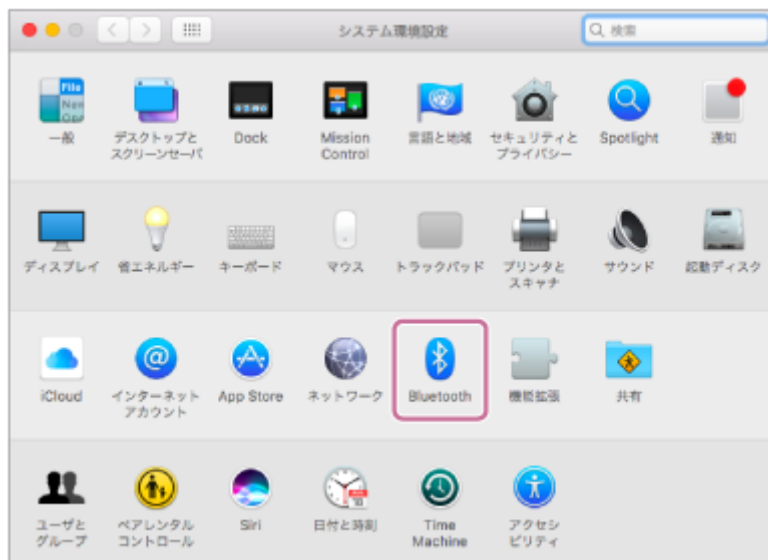 システム環境設定
検索
一般
デスクトップと
スクリーンセーバ
Dock
Mission
Control
言語と地域
セキュリティと
プライバシー
Spotlight
通知
ディスプレイ
省エネルギー
キーボード
マウス
トラックパッド
プリンタと
スキャナ
サウンド
起動ディスク
iCloud
インターネット
アカウント
App Store
ネットワーク
Bluetooth
機能拡張
共有
ユーザと
グループ
ペアレンタル
コントロール
Siri
日付と時刻
Time
Machine
アクセシ
ビリティ